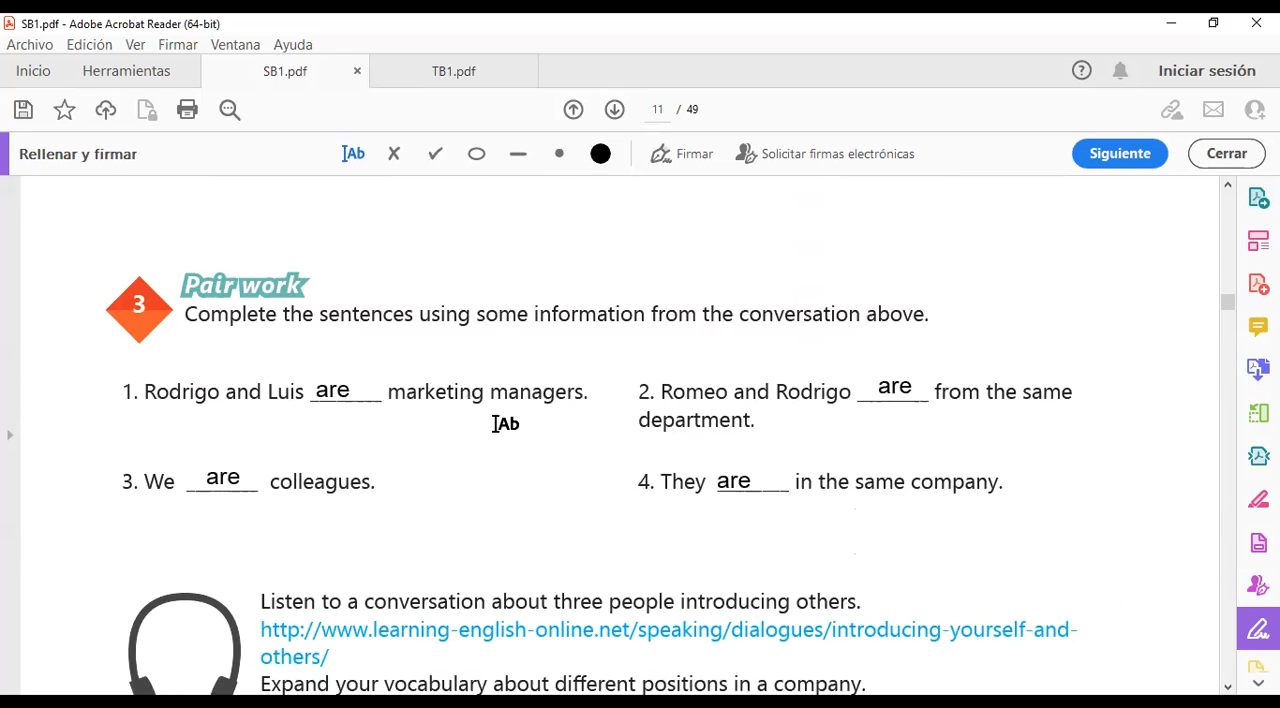 SB1.pdf - Adobe Acrobat Reader (64-bit)
Archivo Edición Ver Firmar Ventana Ayuda
Inicio Herramientas SB1.pdf × TB1.pdf Iniciar sesión
11 / 49
Rellenar y firmar Ab Firmar Solicitar firmas electrónicas Siguiente Cerrar
Pair work
3
Complete the sentences using some information from the conversation above.
1. Rodrigo and Luis are marketing managers. 2. Romeo and Rodrigo are from the same
department.
Ab
3. We are colleagues. 4. They are in the same company.
Listen to a conversation about three people introducing others.
http://www.learning-english-online.net/speaking/dialogues/introducing-yourself-and-
others/
Expand your vocabulary about different positions in a company.